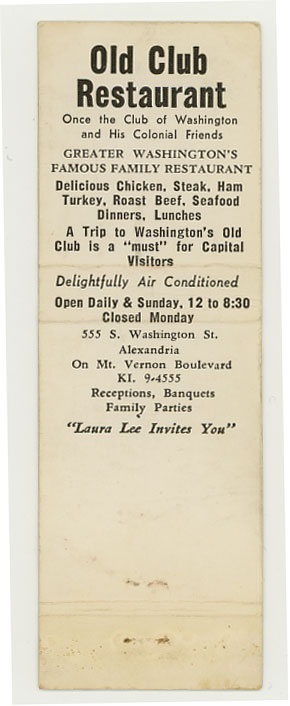 Old Club
Restaurant
Once the Club of Washington
and His Colonial Friends
GREATER WASHINGTON'S
FAMOUS FAMILY RESTAURANT
Delicious Chicken, Steak, Ham
Turkey, Roast Beef, Seafood
Dinners, Lunches
A Trip to Washington's Old
Club is a "must" for Capital
Visitors
Delightfully Air Conditioned
Open Daily & Sunday, 12 to 8:30
Closed Monday
555 S. Washington St.
Alexandria
On Mt. Vernon Boulevard
KI. 9-4555
Receptions, Banquets
Family Parties
"Laura Lee Invites You"